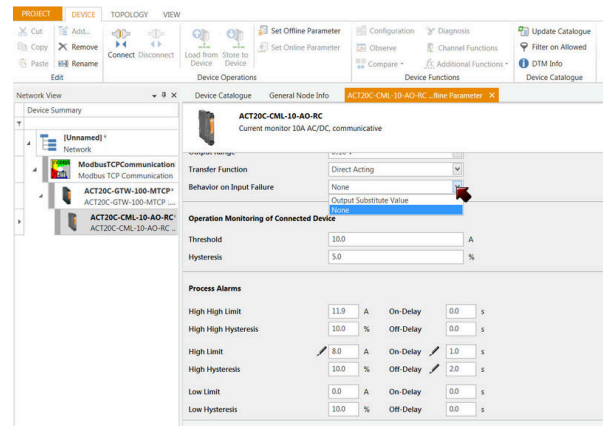 PROJECT DEVICE TOPOLOGY VIEW
Cut Add... Set Offline Parameter Configuration Diagnosis Update Catalogue
Copy Remove Connect Disconnect Load from Device Store to Device Set Online Parameter Observe Channel Functions Filter on Allowed
Paste Rename Compare Additional Functions DTM Info
Edit Device Operations Device Functions Device Catalogue
Network View Device Catalogue General Node Info ACT20C-CML-10-AO-RC ...fline Parameter
Device Summary
ACT20C-CML-10-AO-RC
Current monitor 10A AC/DC, communicative
[Unnamed] *
Network
ModbusTCPCommunication
Modbus TCP Communication
ACT20C-GTW-100-MTCP*
ACT20C-GTW-100-MTCP ....
ACT20C-CML-10-AO-RC*
ACT20C-CML-10-AO-RC ..
Output Range 0..10 V
Transfer Function Direct Acting
Behavior on Input Failure None
Output Substitute Value
None
Operation Monitoring of Connected Device
Threshold 10.0 A
Hysteresis 5.0 %
Process Alarms
High High Limit 11.9 A On-Delay 0.0 s
High High Hysteresis 10.0 % Off-Delay 0.0 s
High Limit 8.0 A On-Delay 1.0 s
High Hysteresis 10.0 % Off-Delay 2.0 s
Low Limit 0.0 A On-Delay 0.0 s
Low Hysteresis 10.0 % Off-Delay 0.0 s